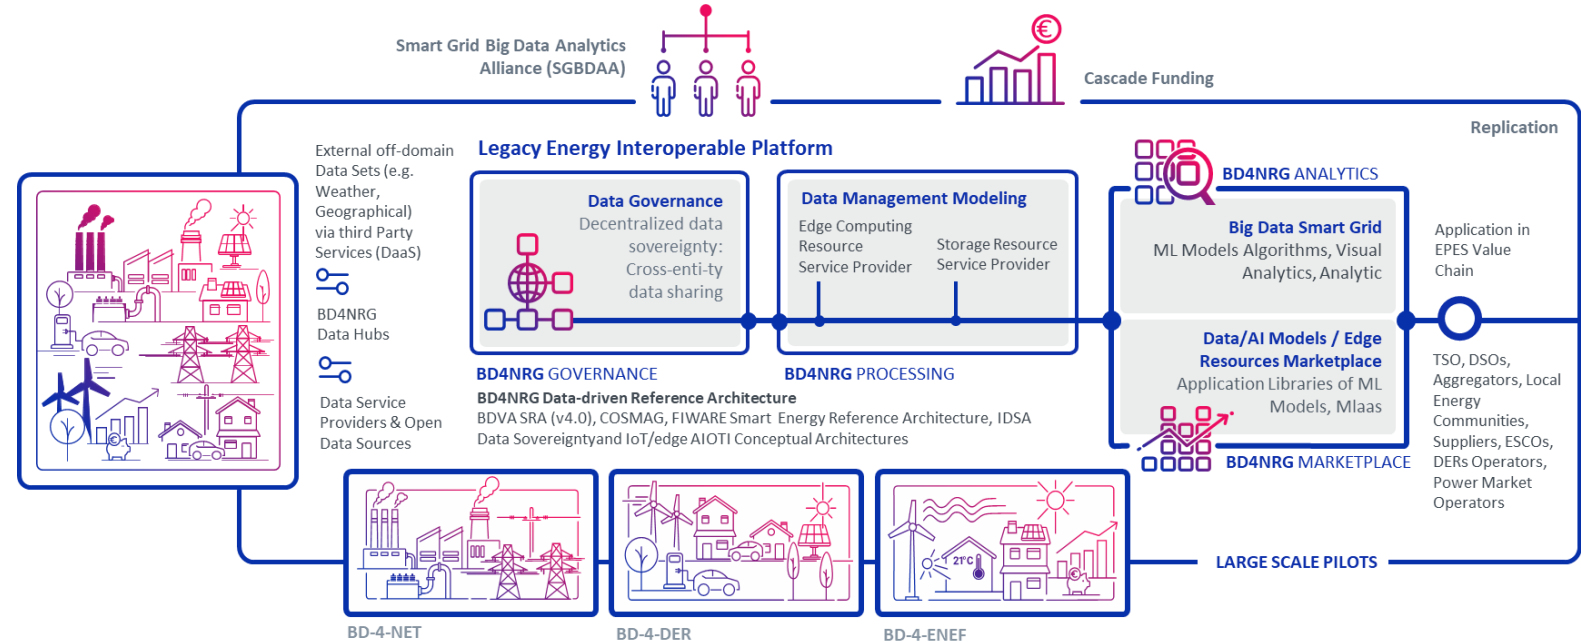 Smart Grid Big Data Analytics
Alliance (SGBDAA)
€
Cascade Funding
Replication
External off-domain
Data Sets (e.g.
Weather,
Geographical)
via third Party
Services (DaaS)
BD4NRG
Data Hubs
Data Service
Providers & Open
Data Sources
Legacy Energy Interoperable Platform
Data Governance
Decentralized data
sovereignty:
Cross-enti-ty
data sharing
BD4NRG GOVERNANCE
Data Management Modeling
Edge Computing
Resource
Service Provider
Storage Resource
Service Provider
BD4NRG PROCESSING
BD4NRG Data-driven Reference Architecture
BDVA SRA (v4.0), COSMAG, FIWARE Smart Energy Reference Architecture, IDSA
Data Sovereigntyand IoT/edge AIOTI Conceptual Architectures
BD4NRG ANALYTICS
Big Data Smart Grid
ML Models Algorithms, Visual
Analytics, Analytic
Data/AI Models / Edge
Resources Marketplace
Application Libraries of ML
Models, Mlaas
BD4NRG MARKETPLACE
Application in
EPES Value
Chain
TSO, DSOs,
Aggregators, Local
Energy
Communities,
Suppliers, ESCOs,
DERs Operators,
Power Market
Operators
21°C
€
LARGE SCALE PILOTS
BD-4-NET
BD-4-DER
BD-4-ENEF